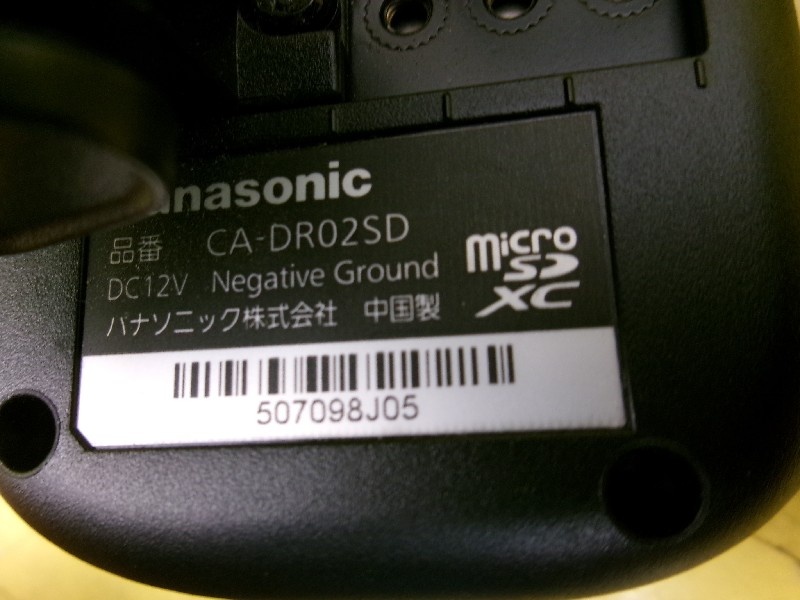 Panasonic
品番 CA-DR02SD
DC12V Negative Ground
パナソニック株式会社 中国製
micro
SD
XC
507098J05